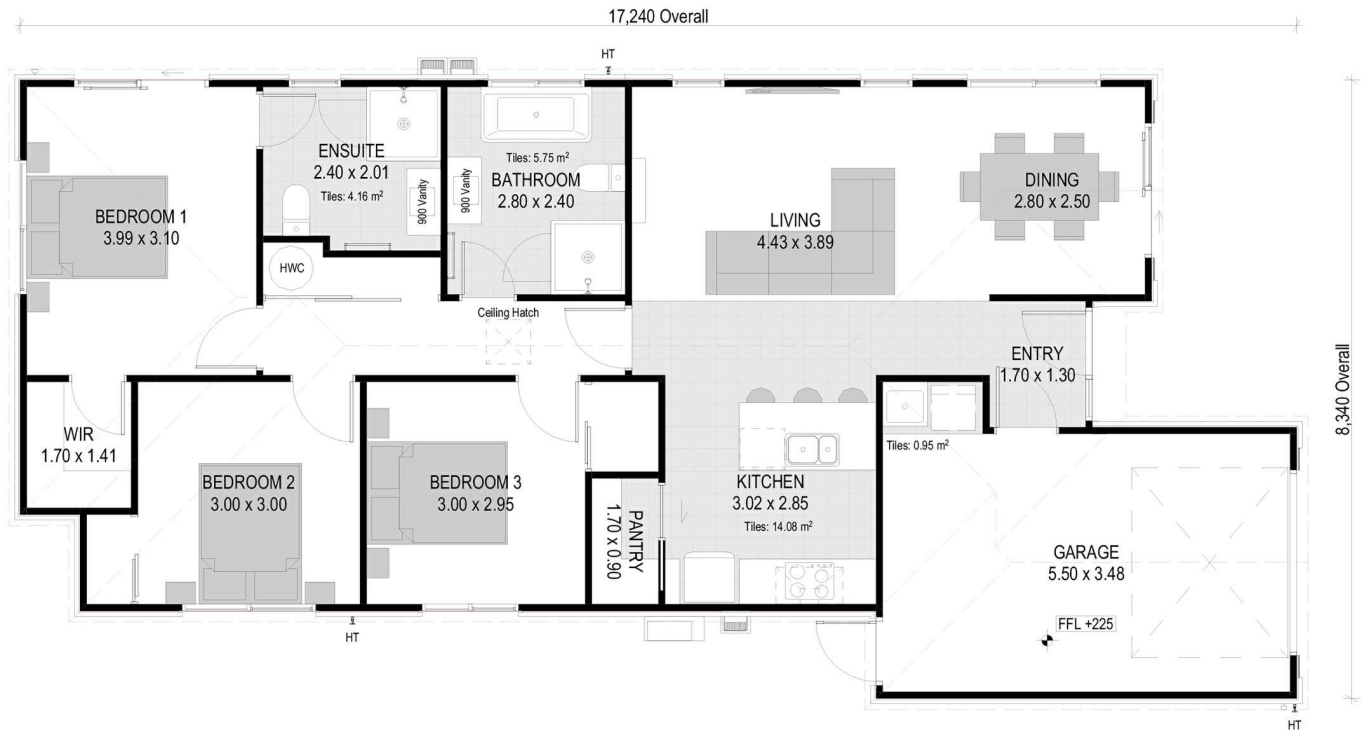 17,240 Overall
HT
ENSUITE
2.40 x 2.01
Tiles: 4.16 m²
900 Vanity
900 Vanity
Tiles: 5.75 m²
BATHROOM
2.80 x 2.40
DINING
2.80 x 2.50
BEDROOM 1
3.99 x 3.10
LIVING
4.43 x 3.89
HWC
Ceiling Hatch
ENTRY
1.70 x 1.30
8,340 Overall
WIR
1.70 x 1.41
Tiles: 0.95 m²
BEDROOM 2
3.00 x 3.00
BEDROOM 3
3.00 x 2.95
PANTRY
1.70 x 0.90
KITCHEN
3.02 x 2.85
Tiles: 14.08 m²
GARAGE
5.50 x 3.48
FFL +225
HT
HT